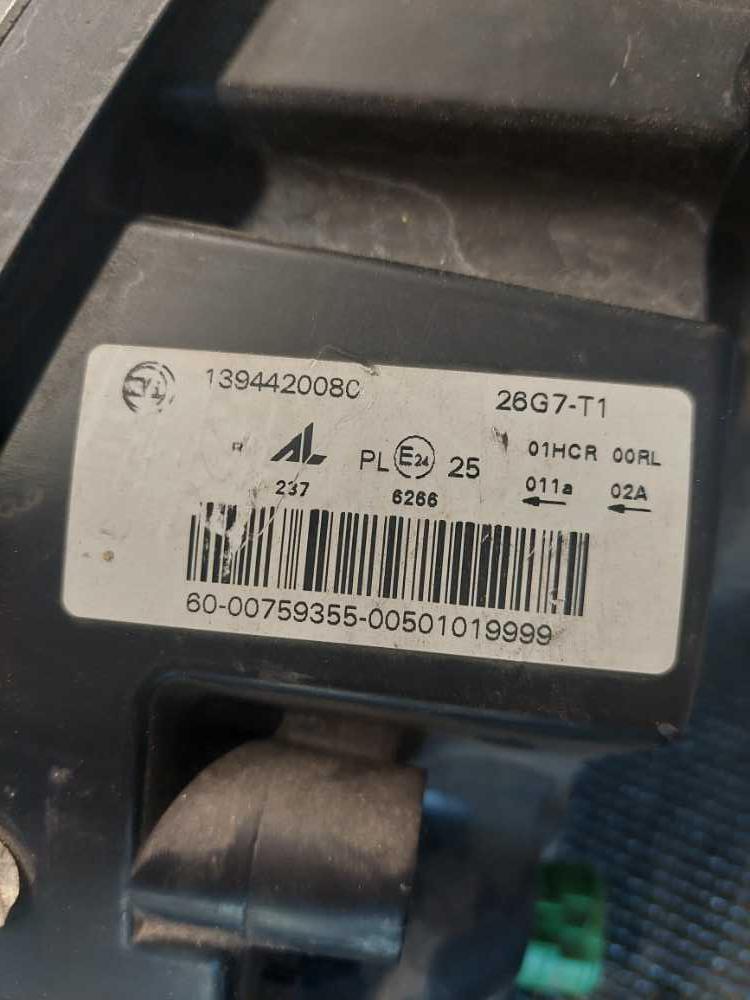 1394420080 26G7-T1
R AL PL E24 25 01HCR 00RL
237 6266 011a 02A
60-00759355-00501019999